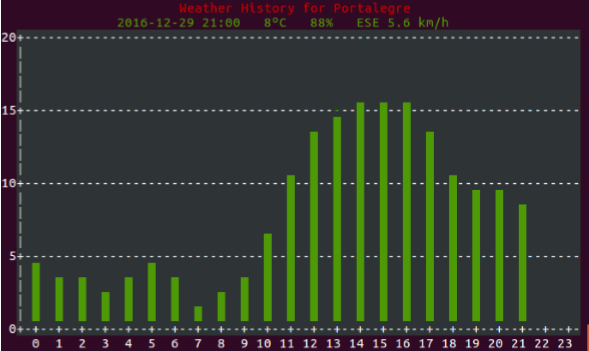 Weather History for Portalegre
2016-12-29 21:00 8ºC 88% ESE 5.6 km/h
20
15
10
5
0
0 1 2 3 4 5 6 7 8 9 10 11 12 13 14 15 16 17 18 19 20 21 22 23